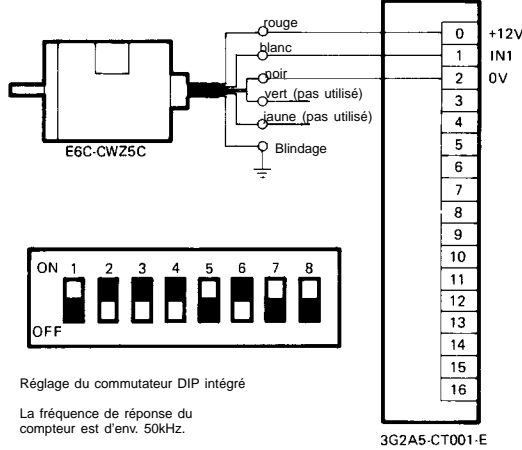 rouge
blanc
noir
vert (pas utilisé)
jaune (pas utilisé)
Blindage
E6C-CWZ5C
0 +12V
1 IN1
2 0V
3
4
5
6
7
8
9
10
11
12
13
14
15
16
3G2A5-CT001-E
ON 1 2 3 4 5 6 7 8
OFF
Réglage du commutateur DIP intégré
La fréquence de réponse du
compteur est d'env. 50kHz.